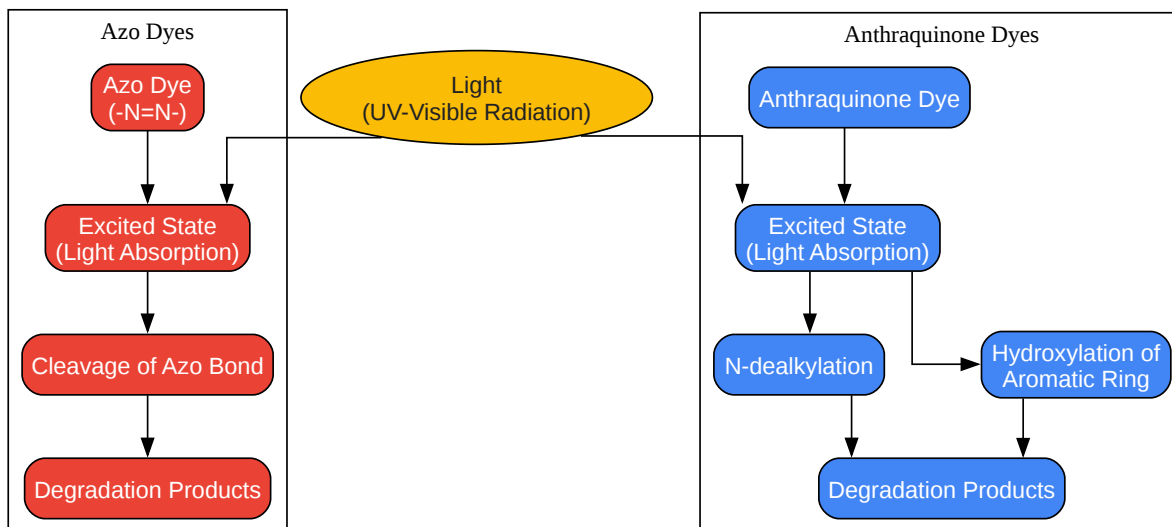 Azo Dyes
Azo Dye
(-N=N-)
Excited State
(Light Absorption)
Cleavage of Azo Bond
Degradation Products
Light
(UV-Visible Radiation)
Anthraquinone Dyes
Anthraquinone Dye
Excited State
(Light Absorption)
N-dealkylation
Hydroxylation of
Aromatic Ring
Degradation Products